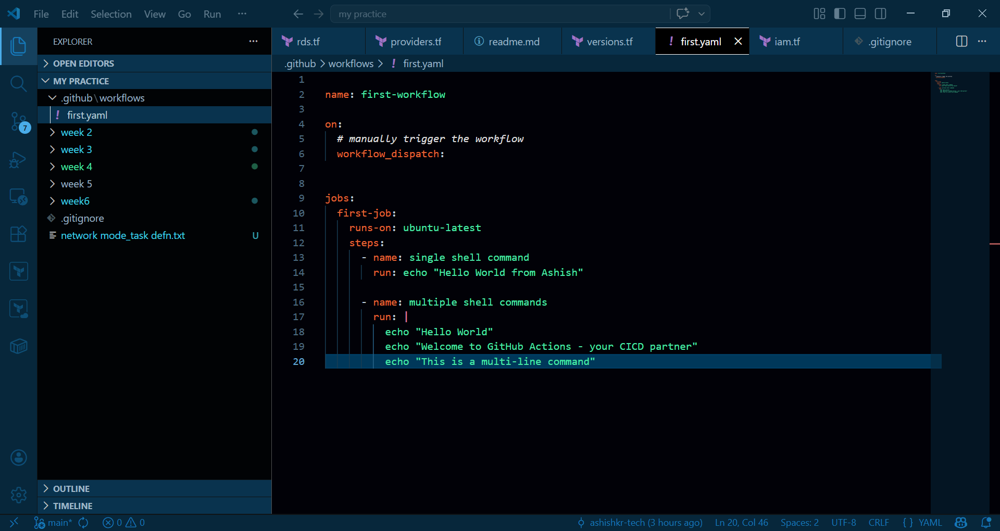 File Edit Selection View Go Run ···
my practice
EXPLORER ···
rds.tf providers.tf readme.md versions.tf ! first.yaml iam.tf .gitignore ···
OPEN EDITORS
.github > workflows > ! first.yaml
MY PRACTICE
.github\workflows
! first.yaml
week 2
week 3
week 4
week 5
week6
.gitignore
network mode_task defn.txt U
7
1
2 name: first-workflow
3
4 on:
5 # manually trigger the workflow
6 workflow_dispatch:
7
8
9 jobs:
10 first-job:
11 runs-on: ubuntu-latest
12 steps:
13 - name: single shell command
14 run: echo "Hello World from Ashish"
15
16 - name: multiple shell commands
17 run: |
18 echo "Hello World"
19 echo "Welcome to GitHub Actions - your CICD partner"
20 echo "This is a multi-line command"
OUTLINE
TIMELINE
main* 0 0 ashishkr-tech (3 hours ago) Ln 20, Col 46 Spaces: 2 UTF-8 CRLF { } YAML